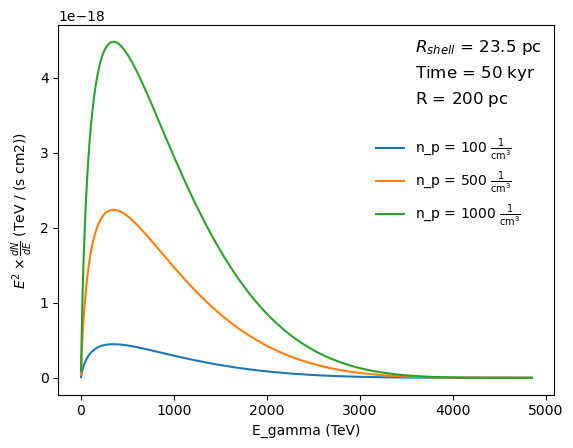 1e−18
R_shell = 23.5 pc
Time = 50 kyr
R = 200 pc
n_p = 100 1/cm³
n_p = 500 1/cm³
n_p = 1000 1/cm³
E² × dN/dE (TeV / (s cm2))
4
3
2
1
0
0 1000 2000 3000 4000 5000
E_gamma (TeV)